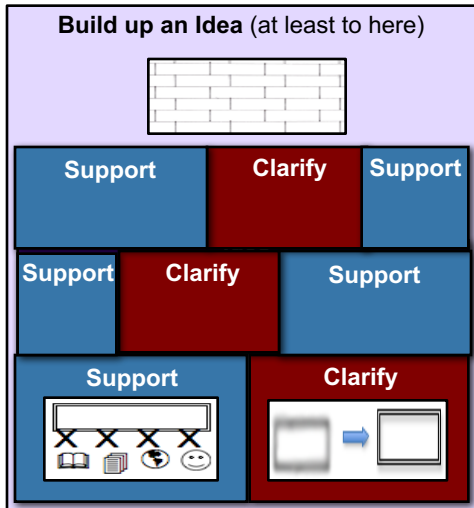 Build up an Idea (at least to here)
Support Clarify Support
Support Clarify Support
Support Clarify
X X X X